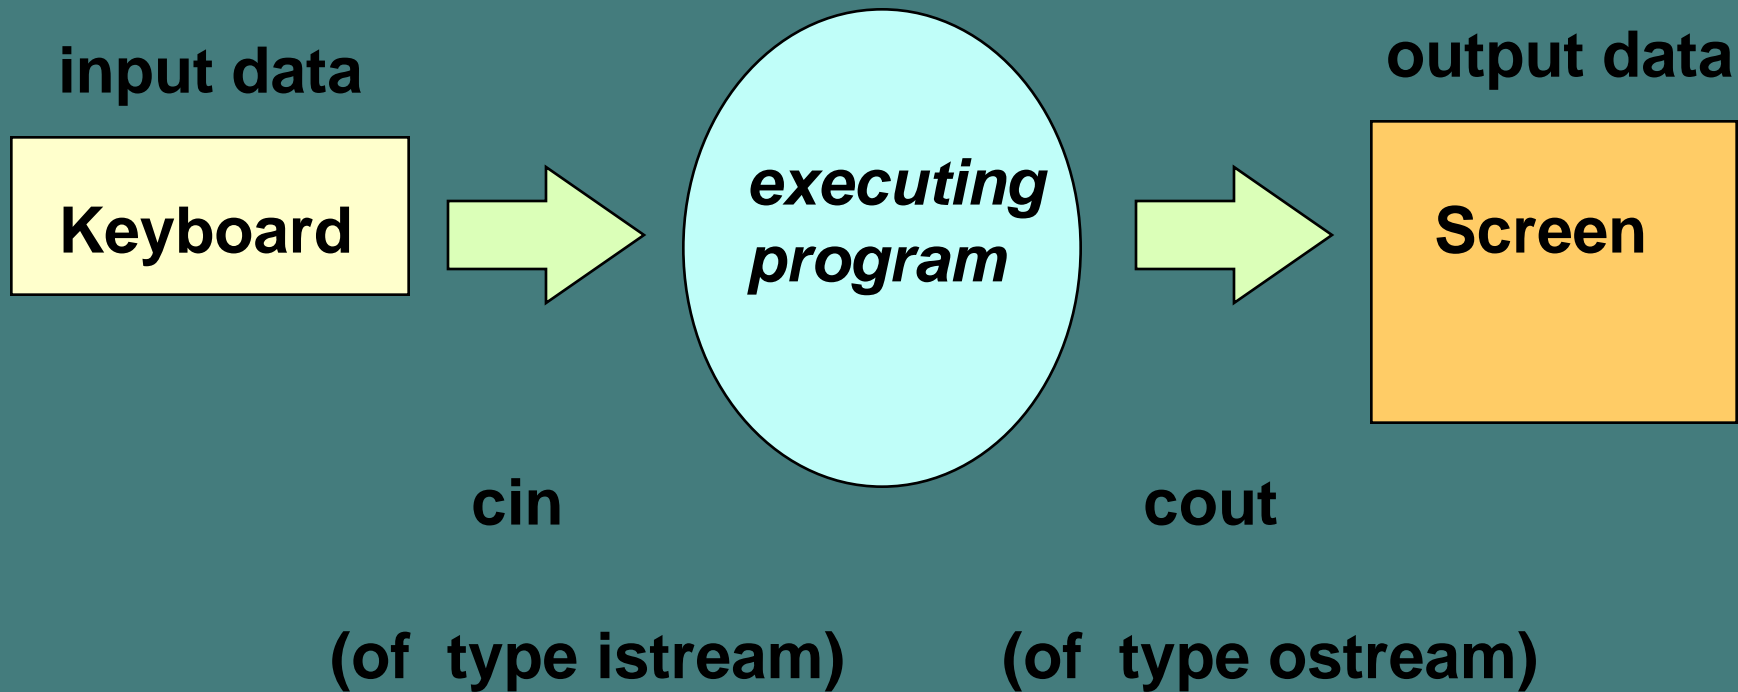 input data
output data
Keyboard
executing
program
Screen
cin
cout
(of type istream)
(of type ostream)